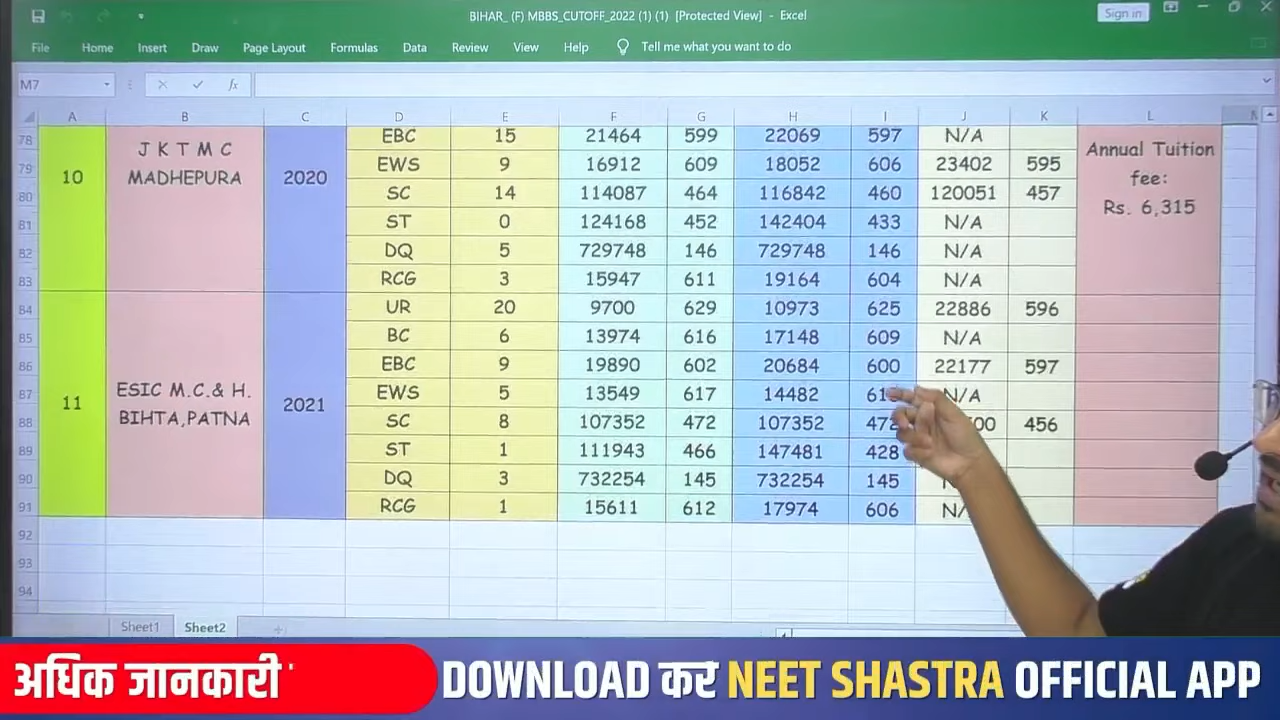 BIHAR_ (F) MBBS_CUTOFF_2022 (1) (1) [Protected View] - Excel
Sign in
File Home Insert Draw Page Layout Formulas Data Review View Help Tell me what you want to do
M7 fx
A B C D E F G H I J K L
78 EBC 15 21464 599 22069 597 N/A
J K T M C
MADHEPURA
10
2020
Annual Tuition
fee:
Rs. 6,315
79 EWS 9 16912 609 18052 606 23402 595
80 SC 14 114087 464 116842 460 120051 457
81 ST 0 124168 452 142404 433 N/A
82 DQ 5 729748 146 729748 146 N/A
83 RCG 3 15947 611 19164 604 N/A
84 UR 20 9700 629 10973 625 22886 596
85 BC 6 13974 616 17148 609 N/A
86 EBC 9 19890 602 20684 600 22177 597
11
ESIC M.C.& H.
BIHTA,PATNA
2021
87 EWS 5 13549 617 14482 N/A
88 SC 8 107352 472 107352 472 456
89 ST 1 111943 466 147481 428
90 DQ 3 732254 145 732254 145
91 RCG 1 15611 612 17974 606
92
93
94
Sheet1 Sheet2
अधिक जानकारी
DOWNLOAD कर NEET SHASTRA OFFICIAL APP